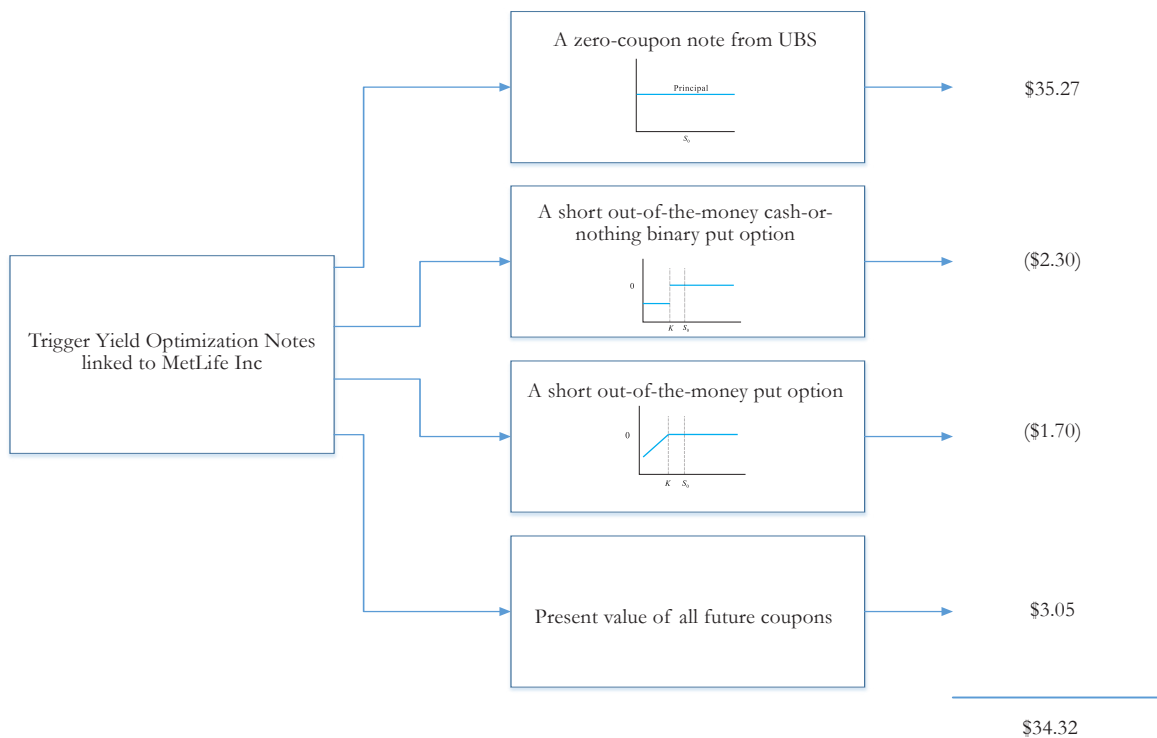 A zero-coupon note from UBS
Principal
S₀
$35.27
A short out-of-the-money cash-or-
nothing binary put option
0
K
S₀
($2.30)
Trigger Yield Optimization Notes
linked to MetLife Inc
A short out-of-the-money put option
0
K
S₀
($1.70)
Present value of all future coupons
$3.05
$34.32